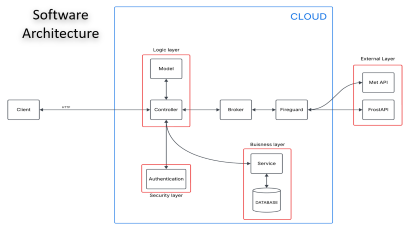 Software
Architecture
CLOUD
Logic layer
Model
External Layer
Met API
Client
HTTP
Controller
Broker
Fireguard
FrostAPI
Business layer
Service
Authentication
Security layer
DATABASE